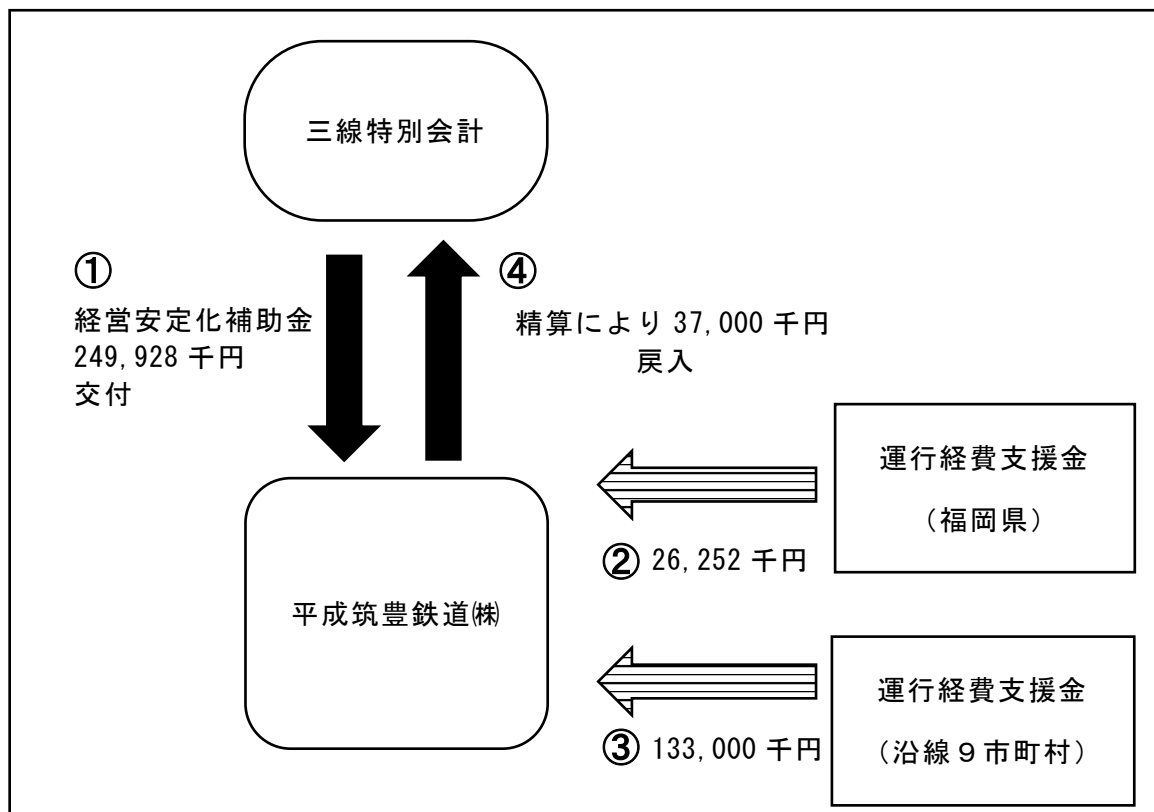 三線特別会計
①
経営安定化補助金
249,928 千円
交付
④
精算により 37,000 千円
戻入
運行経費支援金
（福岡県）
② 26,252 千円
平成筑豊鉄道㈱
運行経費支援金
（沿線９市町村）
③ 133,000 千円